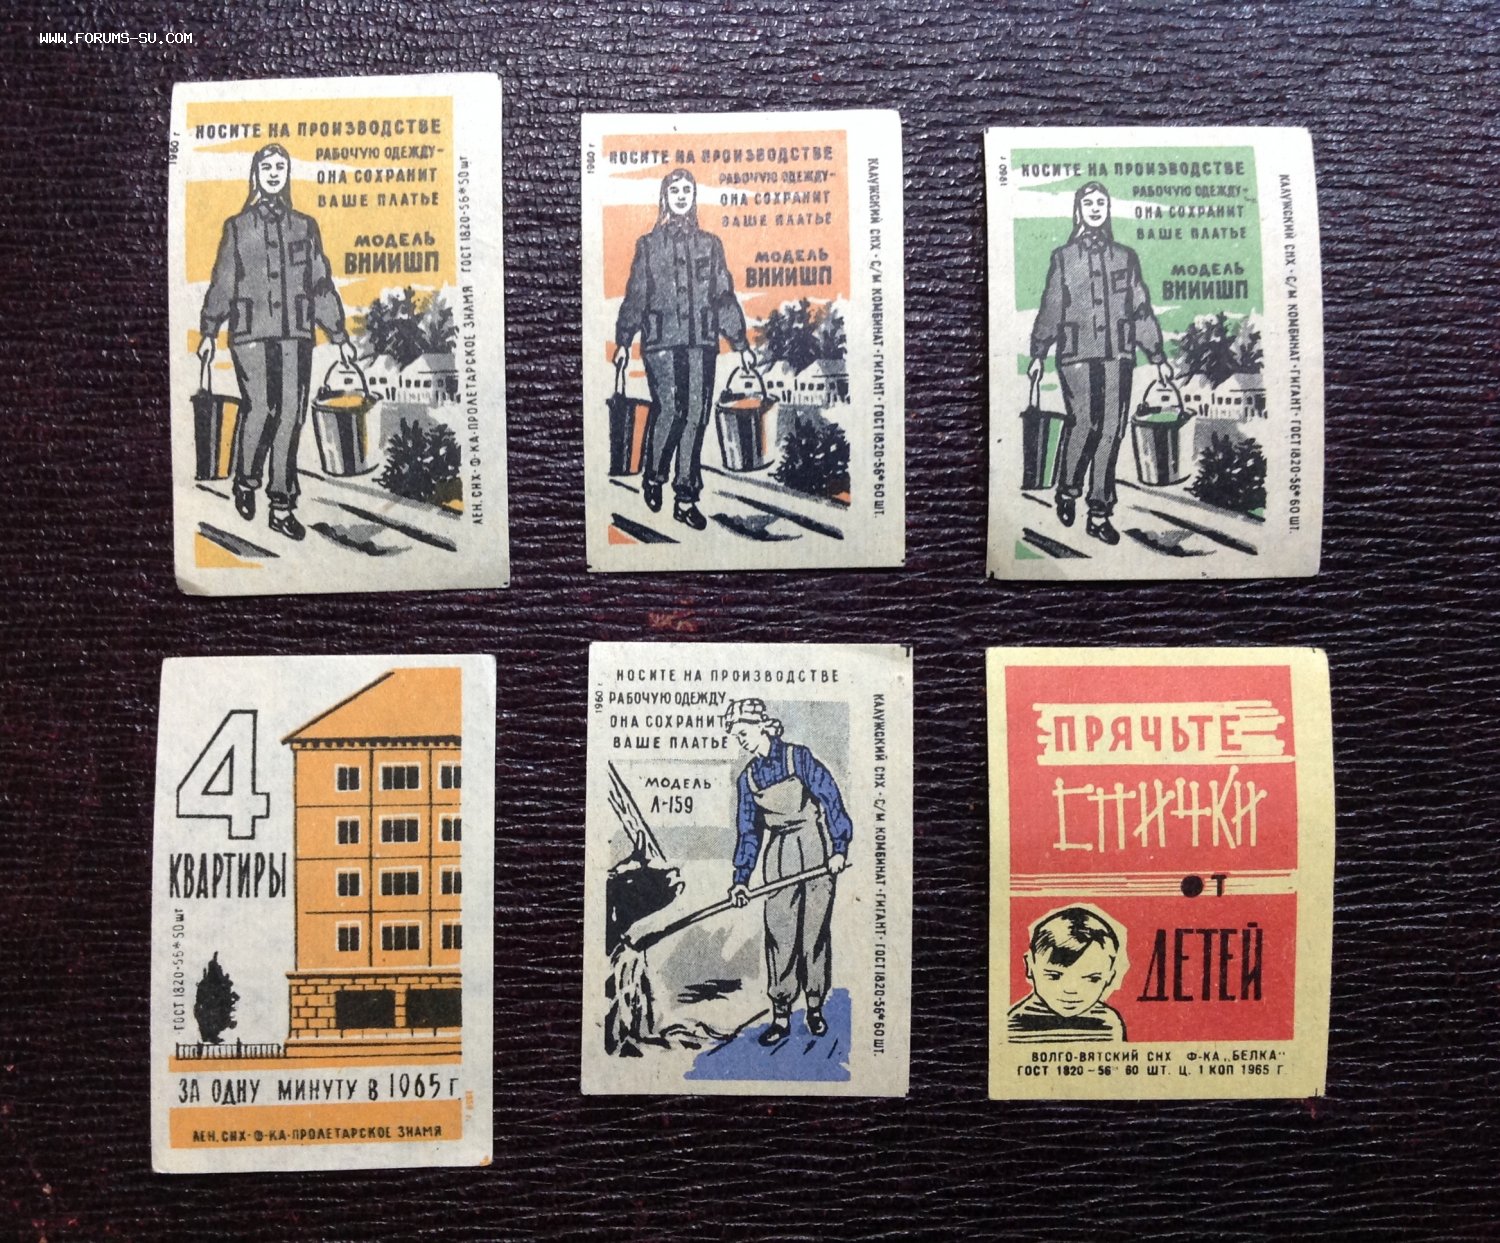 WWW.FORUMS-SU.COM
1960 г
НОСИТЕ НА ПРОИЗВОДСТВЕ
РАБОЧУЮ ОДЕЖДУ-
ОНА СОХРАНИТ
ВАШЕ ПЛАТЬЕ
МОДЕЛЬ
ВНИИШП
ЛЕН. СНХ-Ф-КА-ПРОЛЕТАРСКОЕ ЗНАМЯ ГОСТ 1820-56*50 шт
1960 г
НОСИТЕ НА ПРОИЗВОДСТВЕ
РАБОЧУЮ ОДЕЖДУ-
ОНА СОХРАНИТ
ВАШЕ ПЛАТЬЕ
МОДЕЛЬ
ВНИИШП
КАЛУЖСКИЙ СНХ · С/М КОМБИНАТ-ГИГАНТ · ГОСТ 1820-56*60 шт.
1960 г
НОСИТЕ НА ПРОИЗВОДСТВЕ
РАБОЧУЮ ОДЕЖДУ-
ОНА СОХРАНИТ
ВАШЕ ПЛАТЬЕ
МОДЕЛЬ
ВНИИШП
КАЛУЖСКИЙ СНХ · С/М КОМБИНАТ-ГИГАНТ · ГОСТ 1820-56*60 шт.
4
КВАРТИРЫ
ГОСТ 1820-56*50 шт
ЗА ОДНУ МИНУТУ В 1965 г.
ЛЕН. СНХ-Ф-КА-ПРОЛЕТАРСКОЕ ЗНАМЯ
1960 г
НОСИТЕ НА ПРОИЗВОДСТВЕ
РАБОЧУЮ ОДЕЖДУ
ОНА СОХРАНИТ
ВАШЕ ПЛАТЬЕ
МОДЕЛЬ
Л-159
КАЛУЖСКИЙ СНХ · С/М КОМБИНАТ-ГИГАНТ · ГОСТ 1820-56*60 шт.
ПРЯЧЬТЕ
СПИЧКИ
ОТ
ДЕТЕЙ
ВОЛГО-ВЯТСКИЙ СНХ Ф-КА „БЕЛКА"
ГОСТ 1820-56 60 ШТ. Ц. 1 КОП 1965 Г.